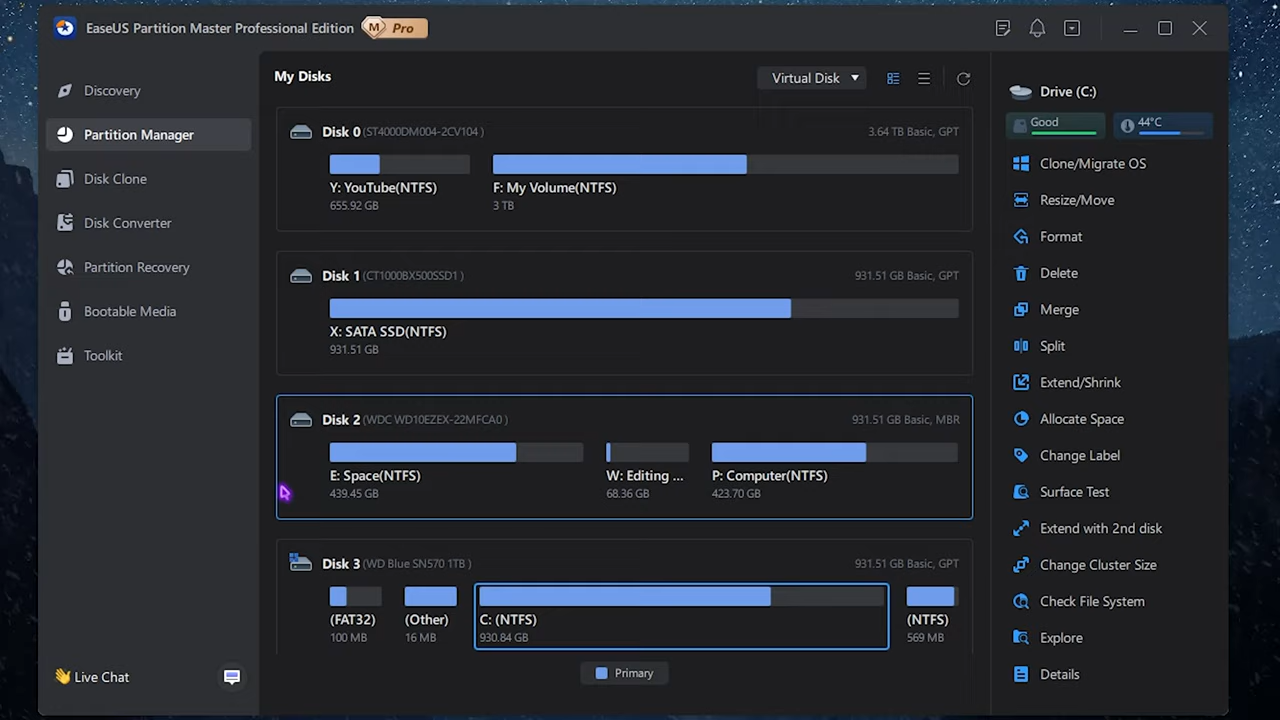 EaseUS Partition Master Professional Edition
M Pro
Discovery
Partition Manager
Disk Clone
Disk Converter
Partition Recovery
Bootable Media
Toolkit
Live Chat
My Disks
Virtual Disk
Disk 0 (ST4000DM004-2CV104 )
3.64 TB Basic, GPT
Y: YouTube(NTFS)
655.92 GB
F: My Volume(NTFS)
3 TB
Disk 1 (CT1000BX500SSD1 )
931.51 GB Basic, GPT
X: SATA SSD(NTFS)
931.51 GB
Disk 2 (WDC WD10EZEX-22MFCA0 )
931.51 GB Basic, MBR
E: Space(NTFS)
439.45 GB
W: Editing ...
68.36 GB
P: Computer(NTFS)
423.70 GB
Disk 3 (WD Blue SN570 1TB )
931.51 GB Basic, GPT
(FAT32)
100 MB
(Other)
16 MB
C: (NTFS)
930.84 GB
(NTFS)
569 MB
Primary
Drive (C:)
Good
44°C
Clone/Migrate OS
Resize/Move
Format
Delete
Merge
Split
Extend/Shrink
Allocate Space
Change Label
Surface Test
Extend with 2nd disk
Change Cluster Size
Check File System
Explore
Details